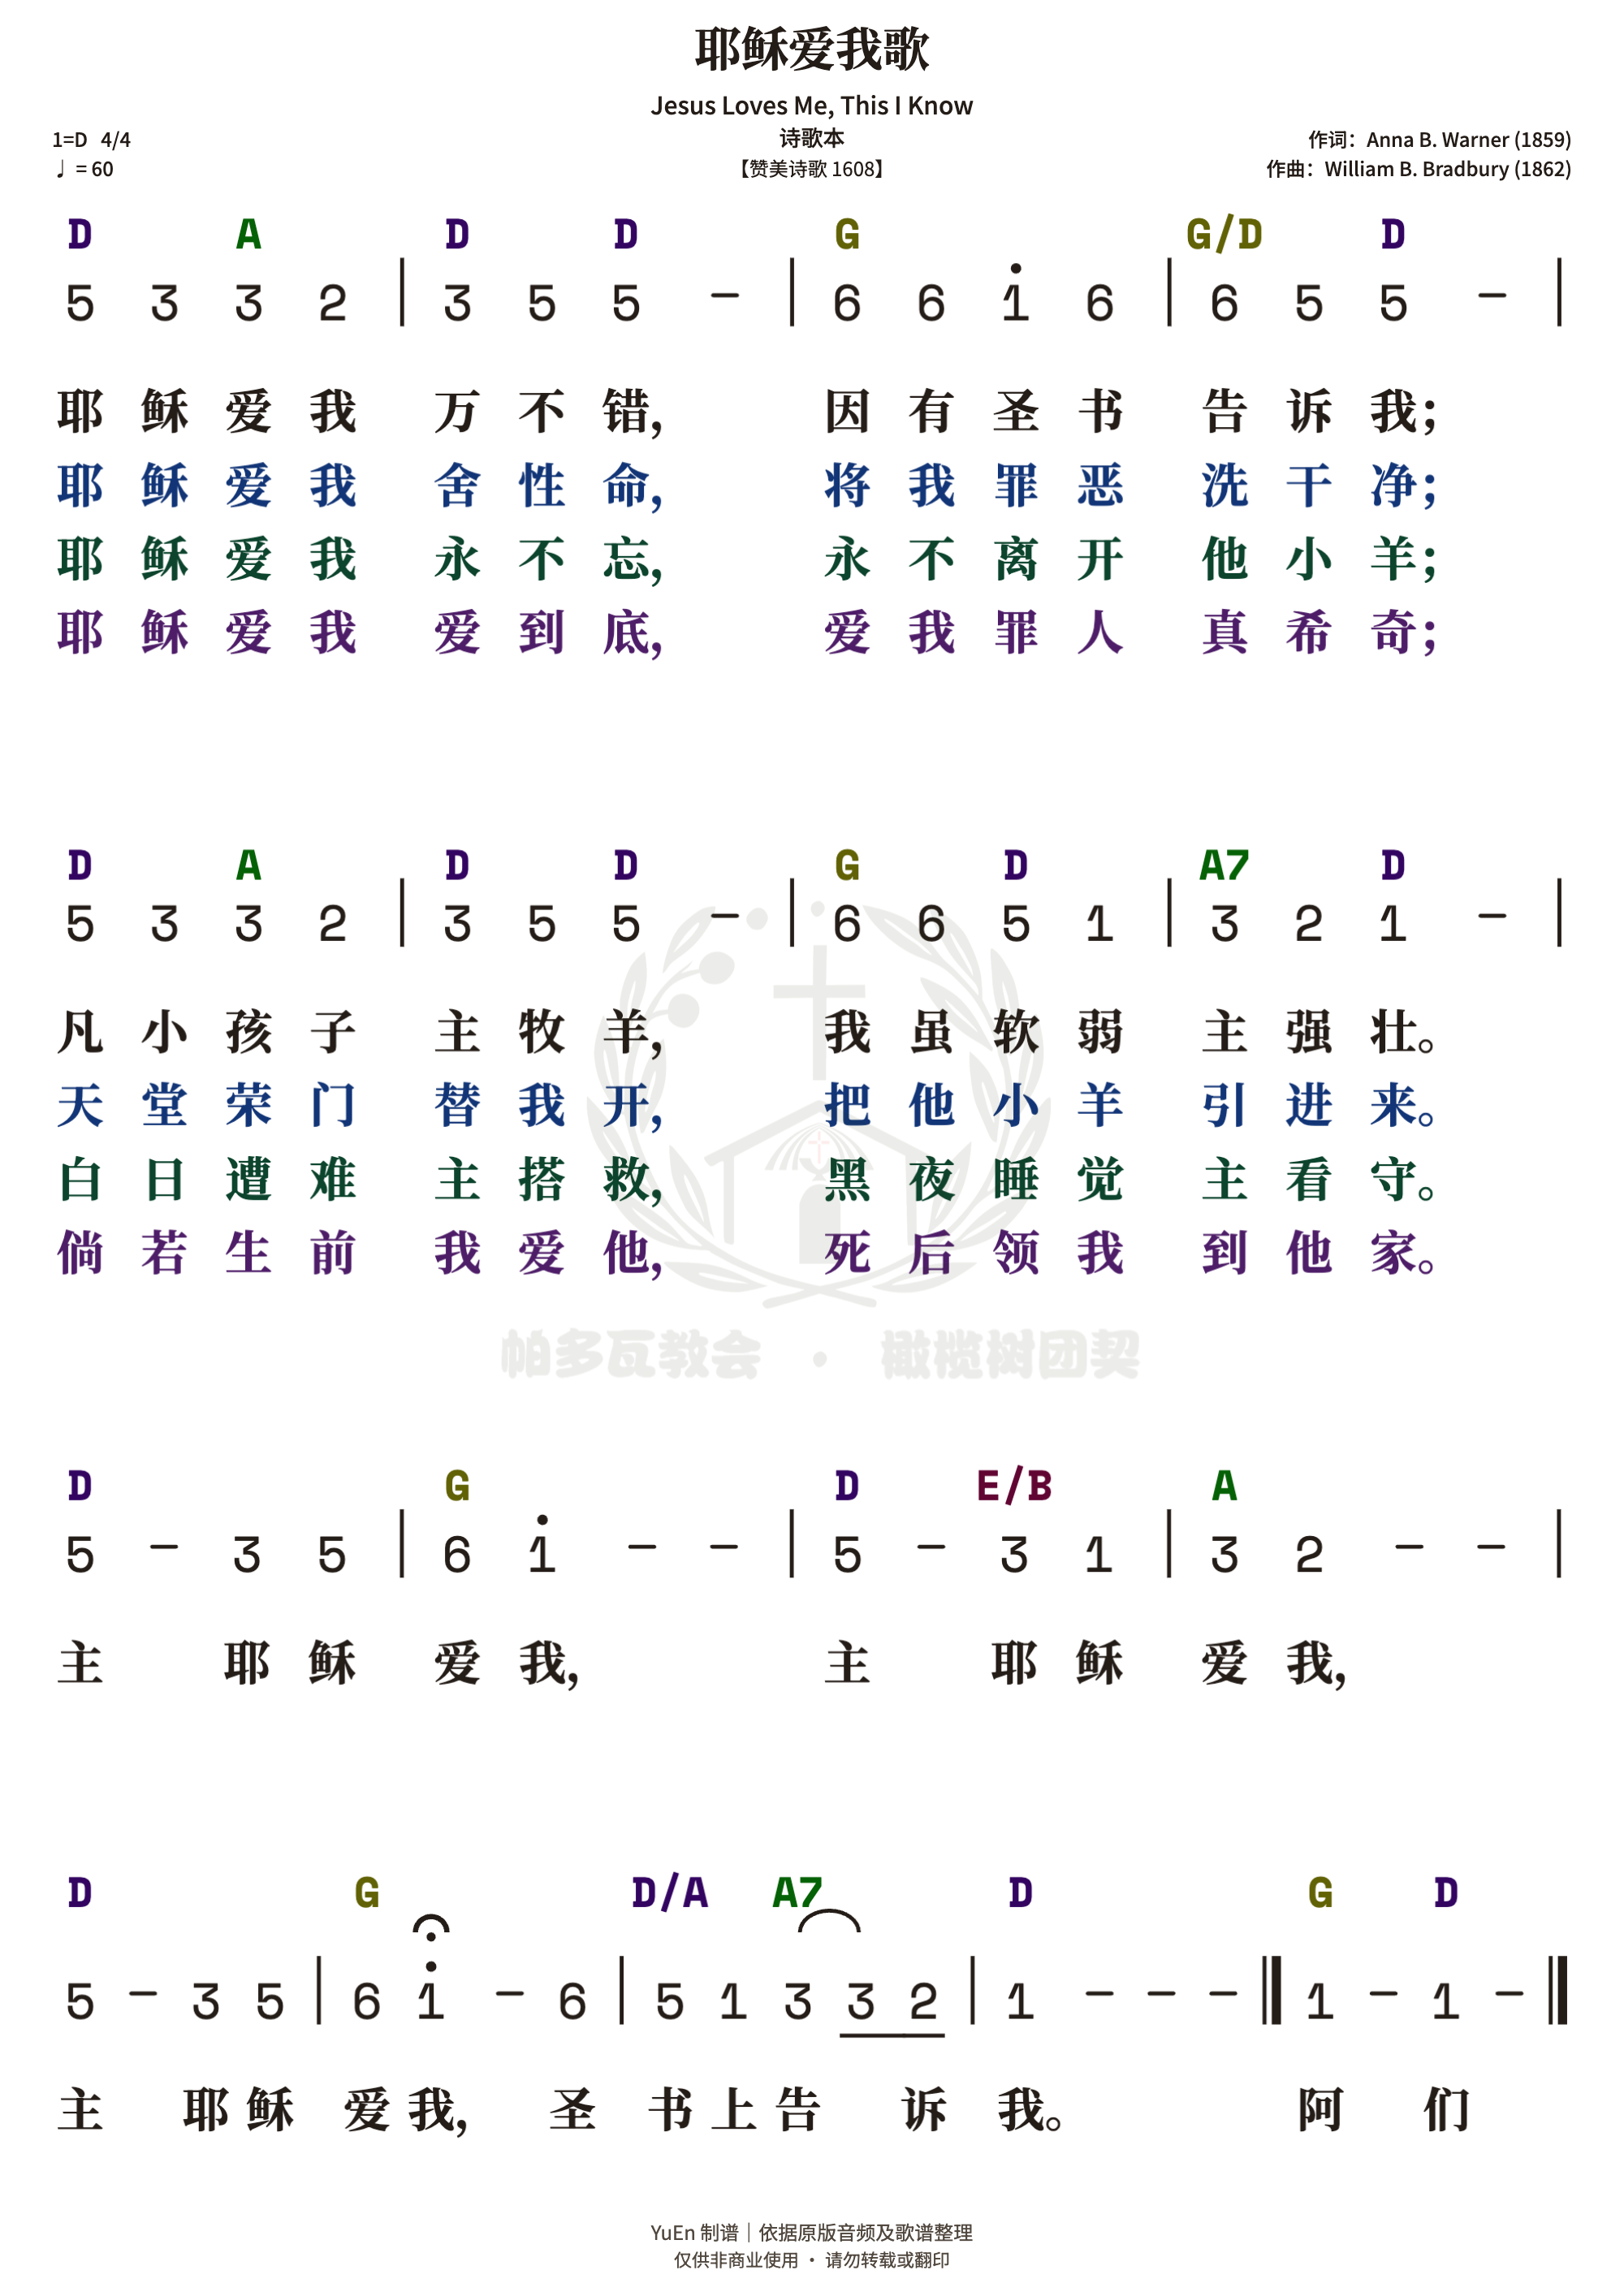 耶稣爱我歌
Jesus Loves Me, This I Know
诗歌本
【赞美诗歌 1608】
1=D 4/4
♩ = 60
作词：Anna B. Warner (1859)
作曲：William B. Bradbury (1862)
D A D D G G/D D
5 3 3 2 | 3 5 5 - | 6 6 1̇ 6 | 6 5 5 - |
耶 稣 爱 我 万 不 错, 因 有 圣 书 告 诉 我;
耶 稣 爱 我 舍 性 命, 将 我 罪 恶 洗 干 净;
耶 稣 爱 我 永 不 忘, 永 不 离 开 他 小 羊;
耶 稣 爱 我 爱 到 底, 爱 我 罪 人 真 希 奇;
D A D D G D A7 D
5 3 3 2 | 3 5 5 - | 6 6 5 1 | 3 2 1 - |
凡 小 孩 子 主 牧 羊, 我 虽 软 弱 主 强 壮。
天 堂 荣 门 替 我 开, 把 他 小 羊 引 进 来。
白 日 遭 难 主 搭 救, 黑 夜 睡 觉 主 看 守。
倘 若 生 前 我 爱 他, 死 后 领 我 到 他 家。
帕多瓦教会 · 橄榄树团契
D G D E/B A
5 - 3 5 | 6 1̇ - - | 5 - 3 1 | 3 2 - - |
主 耶 稣 爱 我, 主 耶 稣 爱 我,
D G D/A A7 D G D
5 - 3 5 | 6 1̇ - 6 | 5 1 3 3 2 | 1 - - - ‖ 1 - 1 - ‖
主 耶 稣 爱 我, 圣 书 上 告 诉 我。 阿 们
YuEn 制谱｜依据原版音频及歌谱整理
仅供非商业使用 · 请勿转载或翻印